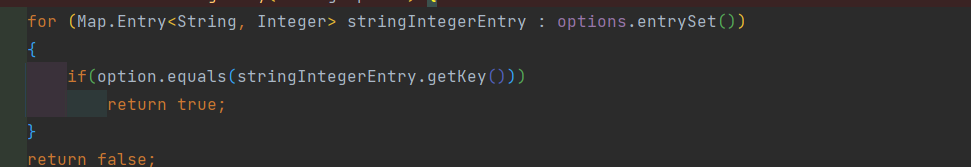 for (Map.Entry<String, Integer> stringIntegerEntry : options.entrySet())
{
if(option.equals(stringIntegerEntry.getKey()))
return true;
}
return false;